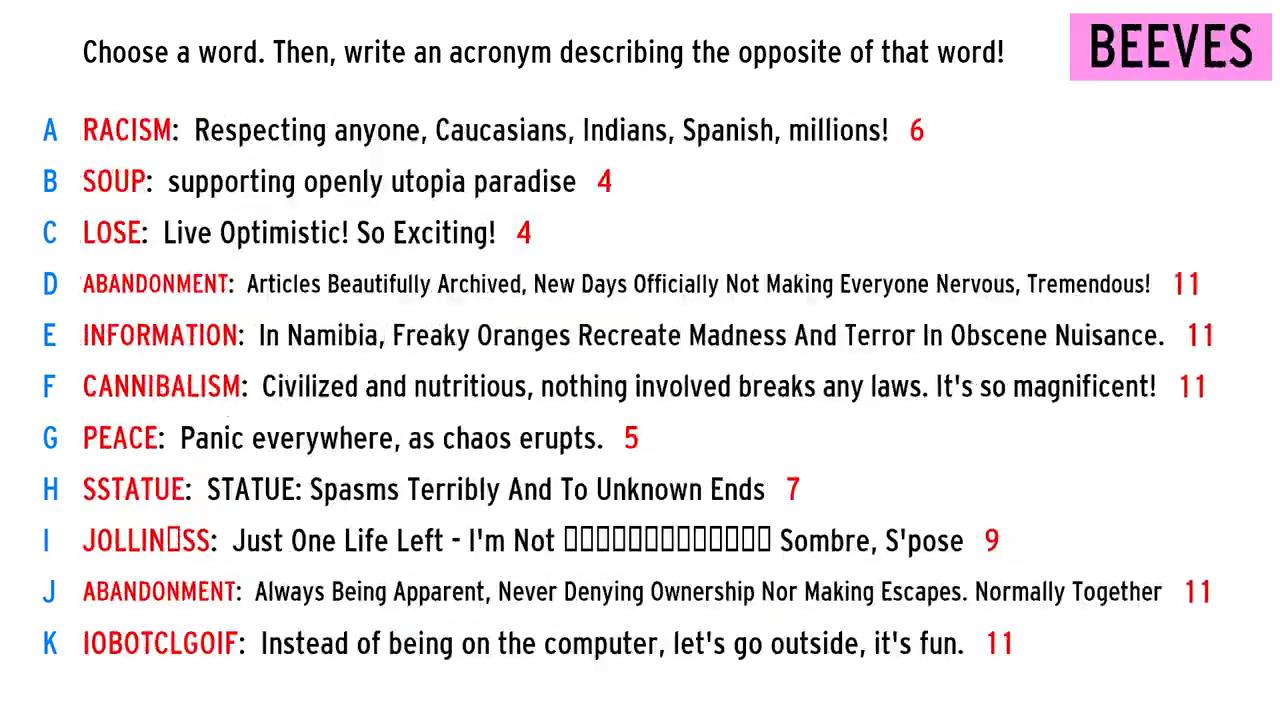 Choose a word. Then, write an acronym describing the opposite of that word!
BEEVES
A RACISM: Respecting anyone, Caucasians, Indians, Spanish, millions! 6
B SOUP: supporting openly utopia paradise 4
C LOSE: Live Optimistic! So Exciting! 4
D ABANDONMENT: Articles Beautifully Archived, New Days Officially Not Making Everyone Nervous, Tremendous! 11
E INFORMATION: In Namibia, Freaky Oranges Recreate Madness And Terror In Obscene Nuisance. 11
F CANNIBALISM: Civilized and nutritious, nothing involved breaks any laws. It's so magnificent! 11
G PEACE: Panic everywhere, as chaos erupts. 5
H SSTATUE: STATUE: Spasms Terribly And To Unknown Ends 7
I JOLLIN▯SS: Just One Life Left - I'm Not ▯▯▯▯▯▯▯▯▯▯▯▯▯ Sombre, S'pose 9
J ABANDONMENT: Always Being Apparent, Never Denying Ownership Nor Making Escapes. Normally Together 11
K IOBOTCLGOIF: Instead of being on the computer, let's go outside, it's fun. 11